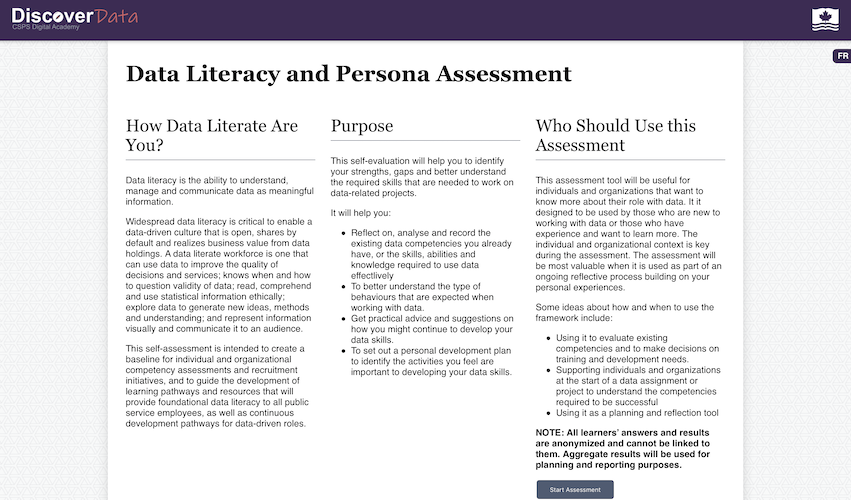 DiscoverData
CSPS Digital Academy
FR
Data Literacy and Persona Assessment
How Data Literate Are
You?
Data literacy is the ability to understand,
manage and communicate data as meaningful
information.
Widespread data literacy is critical to enable a
data-driven culture that is open, shares by
default and realizes business value from data
holdings. A data literate workforce is one that
can use data to improve the quality of
decisions and services; knows when and how
to question validity of data; read, comprehend
and use statistical information ethically;
explore data to generate new ideas, methods
and understanding; and represent information
visually and communicate it to an audience.
This self-assessment is intended to create a
baseline for individual and organizational
competency assessments and recruitment
initiatives, and to guide the development of
learning pathways and resources that will
provide foundational data literacy to all public
service employees, as well as continuous
development pathways for data-driven roles.
Purpose
This self-evaluation will help you to identify
your strengths, gaps and better understand
the required skills that are needed to work on
data-related projects.
It will help you:
• Reflect on, analyse and record the
existing data competencies you already
have, or the skills, abilities and
knowledge required to use data
effectlively
• To better understand the type of
behaviours that are expected when
working with data.
• Get practical advice and suggestions on
how you might continue to develop your
data skills.
• To set out a personal development plan
to identify the activities you feel are
important to developing your data skills.
Who Should Use this
Assessment
This assessment tool will be useful for
individuals and organizations that want to
know more about their role with data. It it
designed to be used by those who are new to
working with data or those who have
experience and want to learn more. The
individual and organizational context is key
during the assessment. The assessment will
be most valuable when it is used as part of an
ongoing reflective process building on your
personal experiences.
Some ideas about how and when to use the
framework include:
• Using it to evaluate existing
competencies and to make decisions on
training and development needs.
• Supporting individuals and organizations
at the start of a data assignment or
project to understand the competencies
required to be successful
• Using it as a planning and reflection tool
NOTE: All learners' answers and results
are anonymized and cannot be linked to
them. Aggregate results will be used for
planning and reporting purposes.
Start Assessment